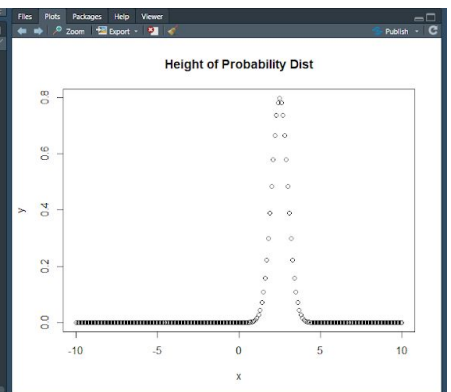 Files Plots Packages Help Viewer
Zoom Export Publish
Height of Probability Dist
0.8
0.6
0.4
0.2
0.0
y
-10 -5 0 5 10
x